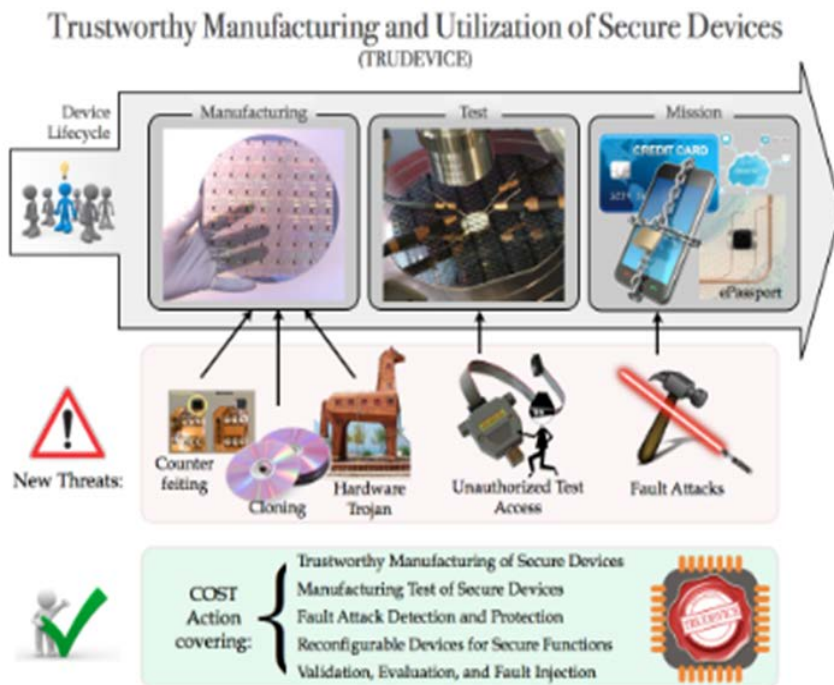 Trustworthy Manufacturing and Utilization of Secure Devices
(TRUDEVICE)
Device
Lifecycle
Manufacturing
Test
Mission
CREDIT CARD
ePassport
New Threats:
Counter
feiting
Cloning
Hardware
Trojan
Unauthorized Test
Access
Fault Attacks
COST
Action
covering:
Trustworthy Manufacturing of Secure Devices
Manufacturing Test of Secure Devices
Fault Attack Detection and Protection
Reconfigurable Devices for Secure Functions
Validation, Evaluation, and Fault Injection
TRUDEVICE